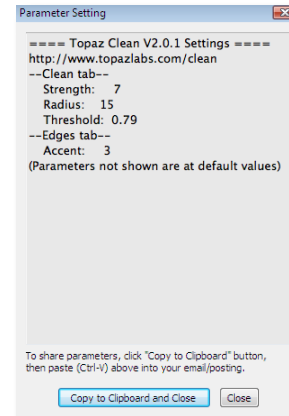 Parameter Setting
==== Topaz Clean V2.0.1 Settings ====
http://www.topazlabs.com/clean
--Clean tab--
Strength: 7
Radius: 15
Threshold: 0.79
--Edges tab--
Accent: 3
(Parameters not shown are at default values)
To share parameters, click "Copy to Clipboard" button,
then paste (Ctrl-V) above into your email/posting.
Copy to Clipboard and Close
Close